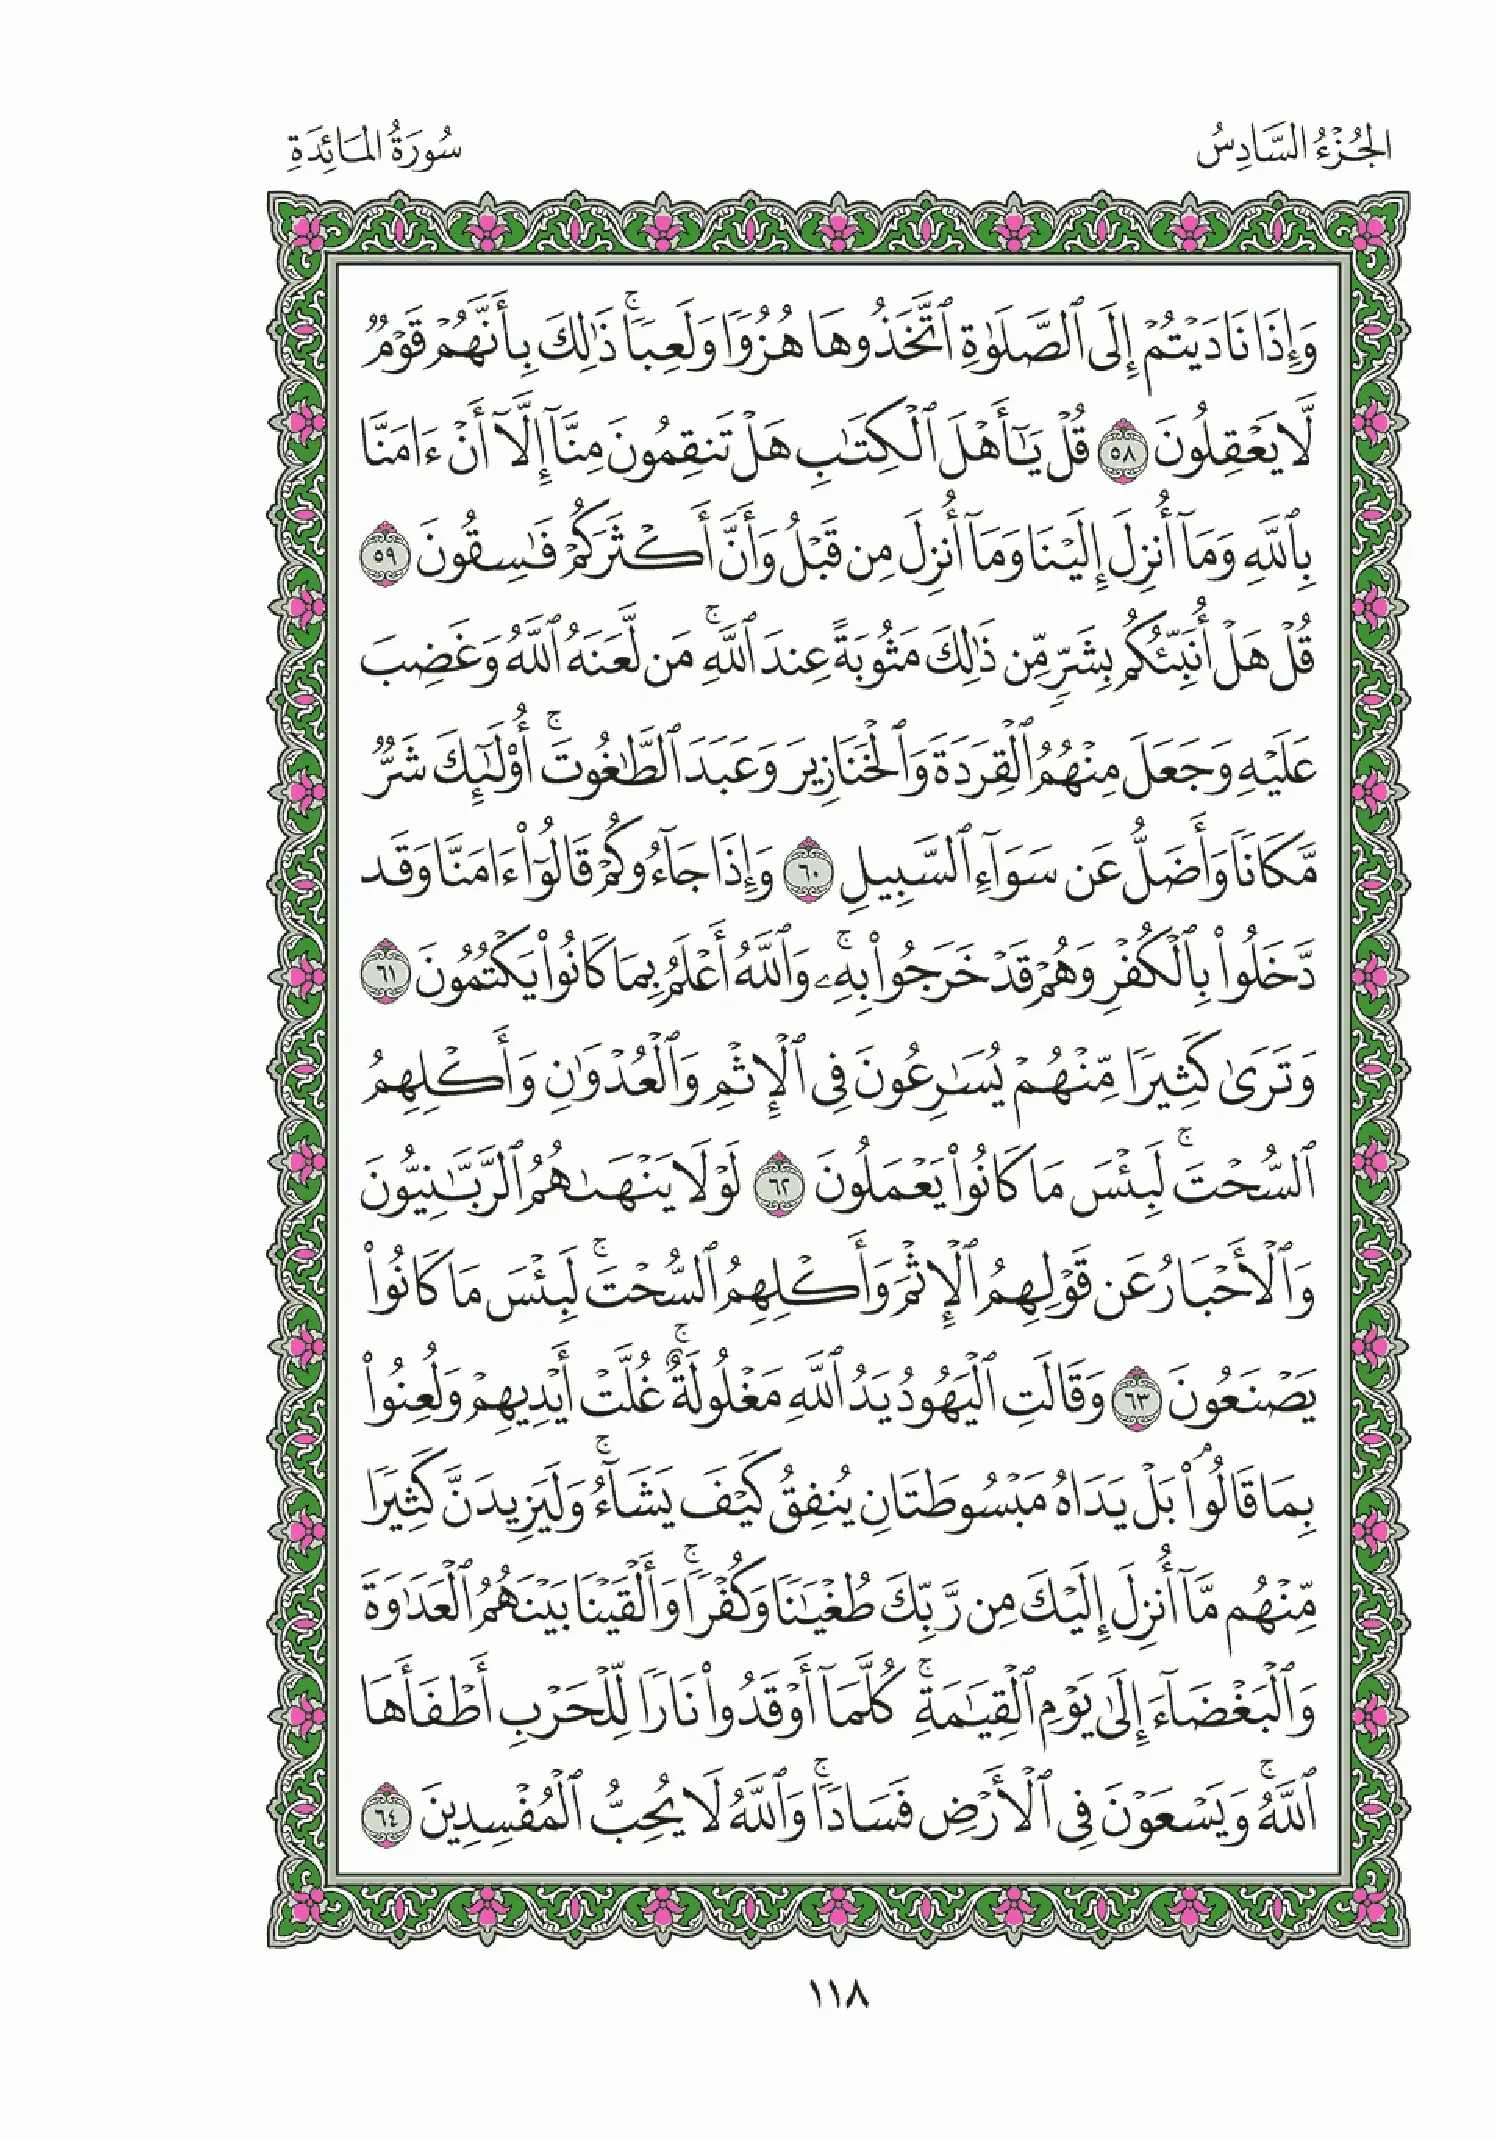 الجُزْءُ السَّادِسُ
سُورَةُ المَائِدَةِ
وَإِذَا نَادَيْتُمْ إِلَى ٱلصَّلَوٰةِ ٱتَّخَذُوهَا هُزُوًا وَلَعِبًا ۚ ذَٰلِكَ بِأَنَّهُمْ قَوْمٌ
لَّا يَعْقِلُونَ ٥٨ قُلْ يَـٰٓأَهْلَ ٱلْكِتَـٰبِ هَلْ تَنقِمُونَ مِنَّآ إِلَّآ أَنْ ءَامَنَّا
بِٱللَّهِ وَمَآ أُنزِلَ إِلَيْنَا وَمَآ أُنزِلَ مِن قَبْلُ وَأَنَّ أَكْثَرَكُمْ فَـٰسِقُونَ ٥٩
قُلْ هَلْ أُنَبِّئُكُم بِشَرٍّ مِّن ذَٰلِكَ مَثُوبَةً عِندَ ٱللَّهِ ۚ مَن لَّعَنَهُ ٱللَّهُ وَغَضِبَ
عَلَيْهِ وَجَعَلَ مِنْهُمُ ٱلْقِرَدَةَ وَٱلْخَنَازِيرَ وَعَبَدَ ٱلطَّـٰغُوتَ ۚ أُو۟لَـٰٓئِكَ شَرٌّ
مَّكَانًا وَأَضَلُّ عَن سَوَآءِ ٱلسَّبِيلِ ٦٠ وَإِذَا جَآءُوكُمْ قَالُوٓا۟ ءَامَنَّا وَقَد
دَّخَلُوا۟ بِٱلْكُفْرِ وَهُمْ قَدْ خَرَجُوا۟ بِهِۦ ۚ وَٱللَّهُ أَعْلَمُ بِمَا كَانُوا۟ يَكْتُمُونَ ٦١
وَتَرَىٰ كَثِيرًا مِّنْهُمْ يُسَـٰرِعُونَ فِى ٱلْإِثْمِ وَٱلْعُدْوَٰنِ وَأَكْلِهِمُ
ٱلسُّحْتَ ۚ لَبِئْسَ مَا كَانُوا۟ يَعْمَلُونَ ٦٢ لَوْلَا يَنْهَىٰهُمُ ٱلرَّبَّـٰنِيُّونَ
وَٱلْأَحْبَارُ عَن قَوْلِهِمُ ٱلْإِثْمَ وَأَكْلِهِمُ ٱلسُّحْتَ ۚ لَبِئْسَ مَا كَانُوا۟
يَصْنَعُونَ ٦٣ وَقَالَتِ ٱلْيَهُودُ يَدُ ٱللَّهِ مَغْلُولَةٌ ۚ غُلَّتْ أَيْدِيهِمْ وَلُعِنُوا۟
بِمَا قَالُوا۟ ۘ بَلْ يَدَاهُ مَبْسُوطَتَانِ يُنفِقُ كَيْفَ يَشَآءُ ۚ وَلَيَزِيدَنَّ كَثِيرًا
مِّنْهُم مَّآ أُنزِلَ إِلَيْكَ مِن رَّبِّكَ طُغْيَـٰنًا وَكُفْرًا ۚ وَأَلْقَيْنَا بَيْنَهُمُ ٱلْعَدَٰوَةَ
وَٱلْبَغْضَآءَ إِلَىٰ يَوْمِ ٱلْقِيَـٰمَةِ ۚ كُلَّمَآ أَوْقَدُوا۟ نَارًا لِّلْحَرْبِ أَطْفَأَهَا
ٱللَّهُ ۚ وَيَسْعَوْنَ فِى ٱلْأَرْضِ فَسَادًا ۚ وَٱللَّهُ لَا يُحِبُّ ٱلْمُفْسِدِينَ ٦٤
١١٨